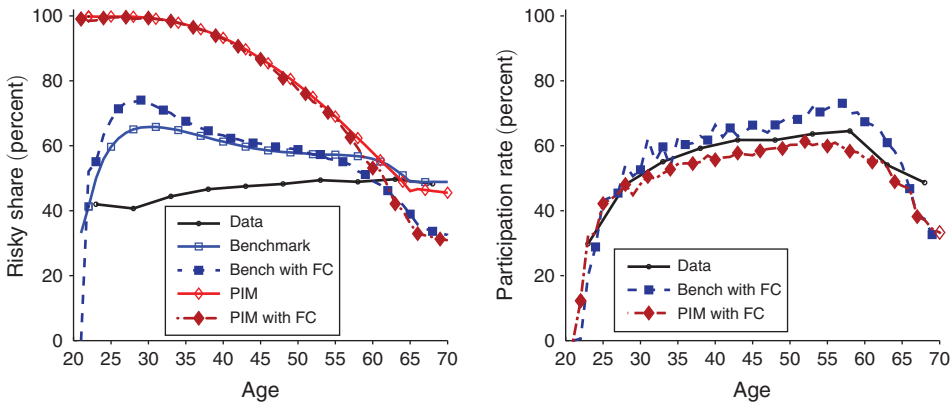 Risky share (percent)
100
80
60
40
20
0
Data
Benchmark
Bench with FC
PIM
PIM with FC
20 25 30 35 40 45 50 55 60 65 70
Age
Participation rate (percent)
100
80
60
40
20
0
Data
Bench with FC
PIM with FC
20 25 30 35 40 45 50 55 60 65 70
Age